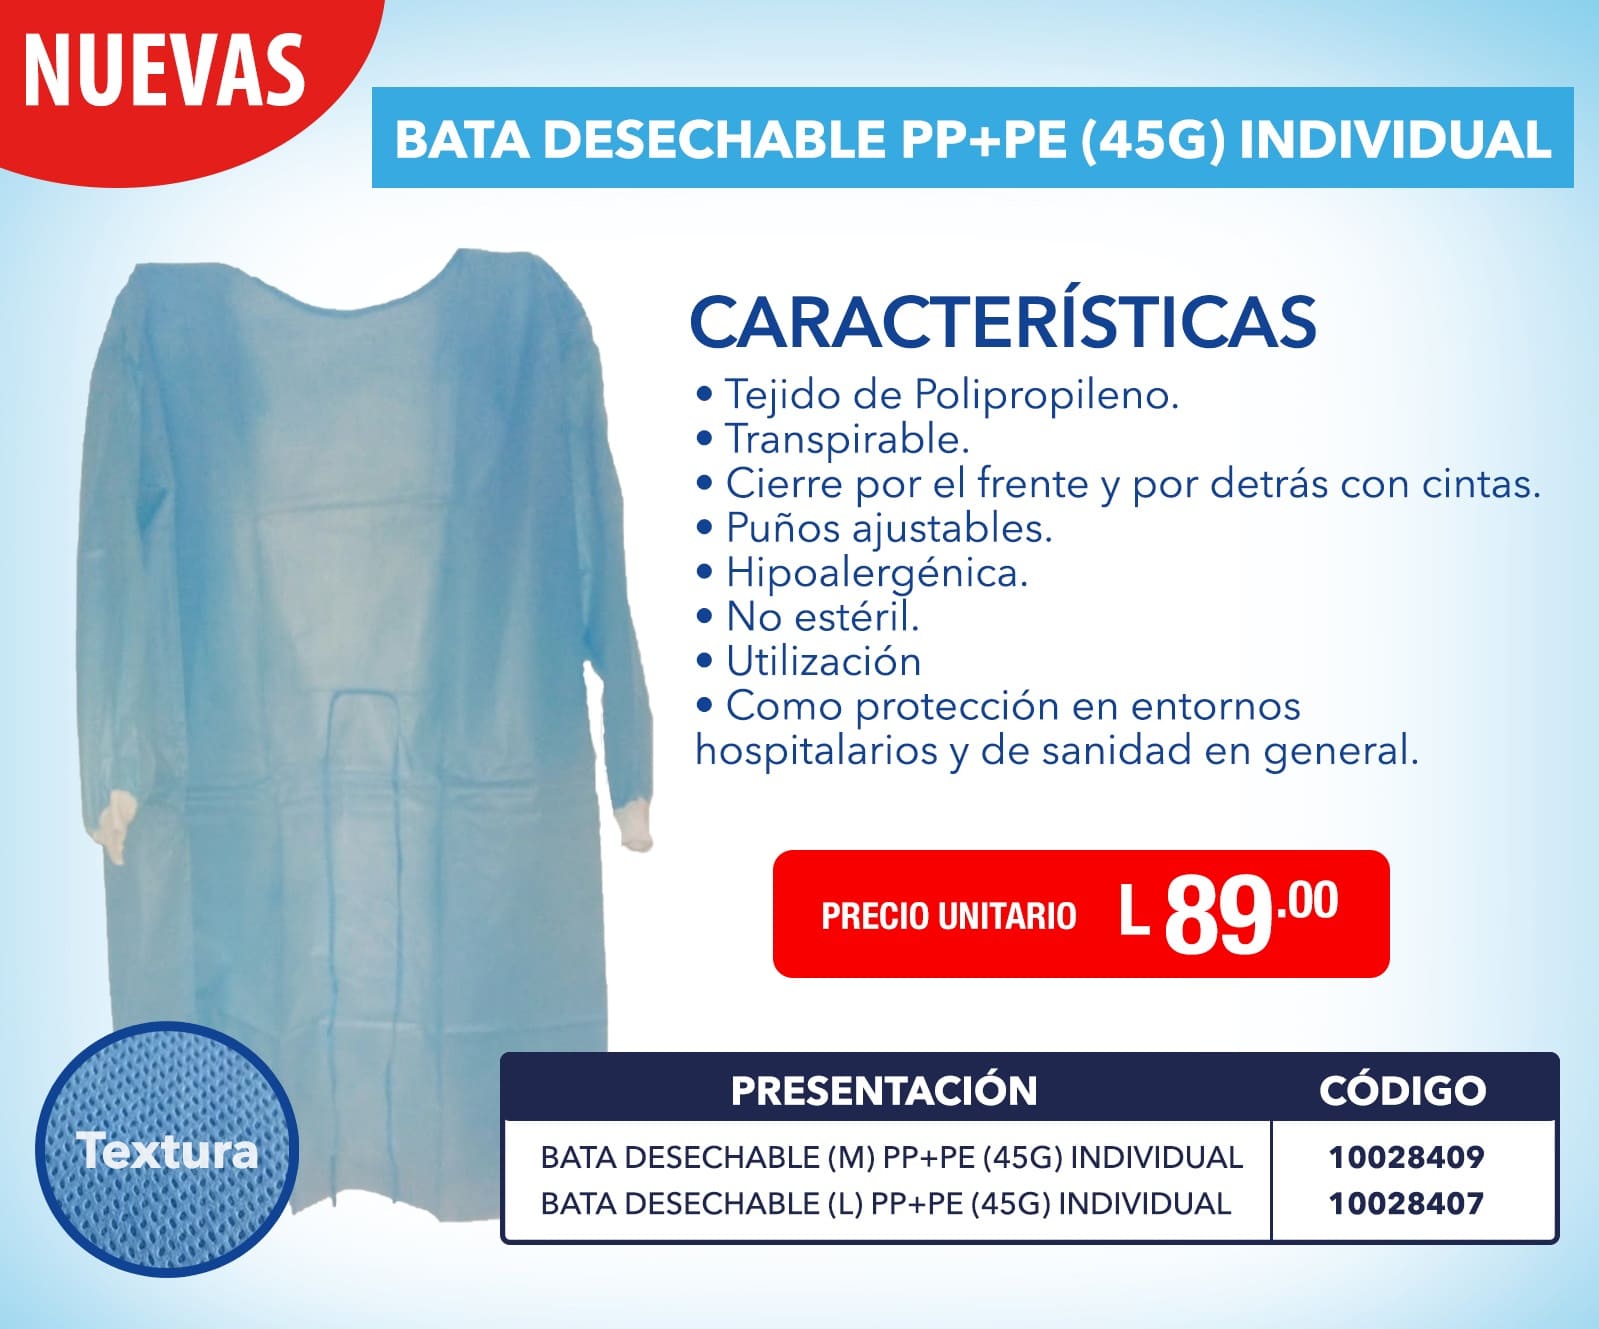 NUEVAS
BATA DESECHABLE PP+PE (45G) INDIVIDUAL
CARACTERÍSTICAS
• Tejido de Polipropileno.
• Transpirable.
• Cierre por el frente y por detrás con cintas.
• Puños ajustables.
• Hipoalergénica.
• No estéril.
• Utilización
• Como protección en entornos
hospitalarios y de sanidad en general.
PRECIO UNITARIO L 89.00
Textura
PRESENTACIÓN CÓDIGO
BATA DESECHABLE (M) PP+PE (45G) INDIVIDUAL 10028409
BATA DESECHABLE (L) PP+PE (45G) INDIVIDUAL 10028407